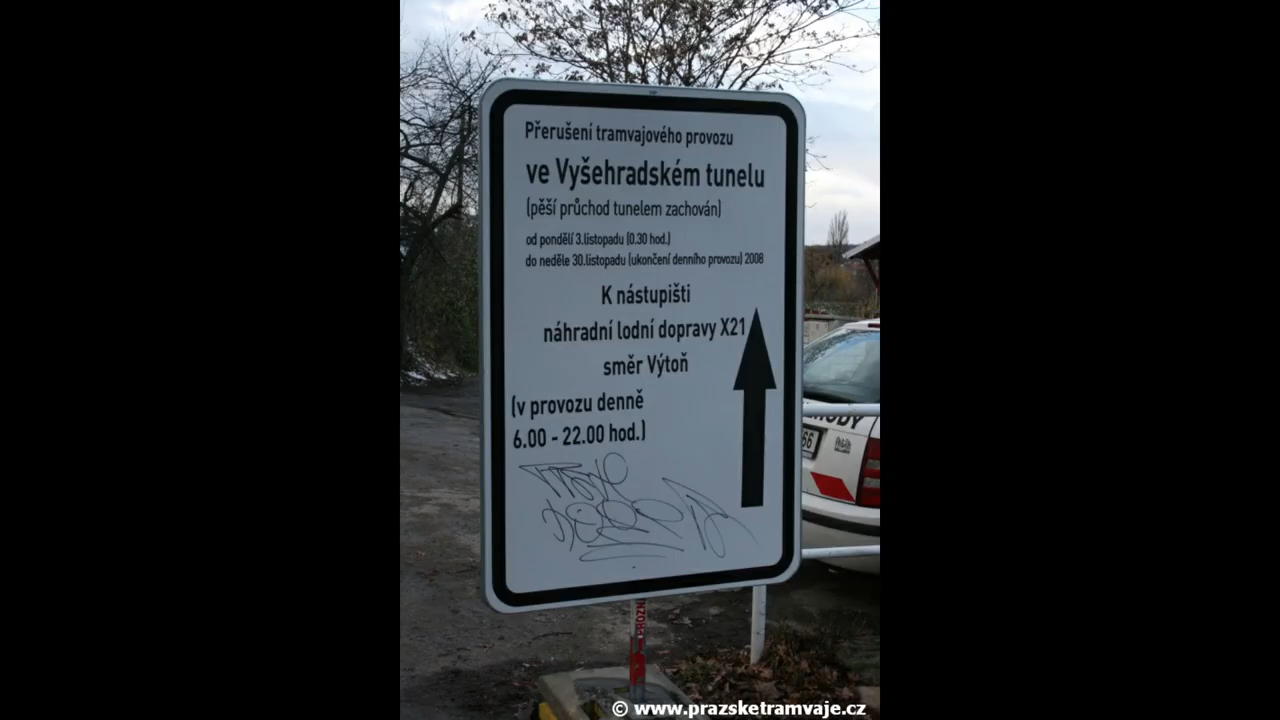 Přerušení tramvajového provozu
ve Vyšehradském tunelu
(pěší průchod tunelem zachován)
od pondělí 3.listopadu (0.30 hod.)
do neděle 30.listopadu (ukončení denního provozu) 2008
K nástupišti
náhradní lodní dopravy X21
směr Výtoň
(v provozu denně
6.00 - 22.00 hod.)
66
© www.prazsketramvaje.cz